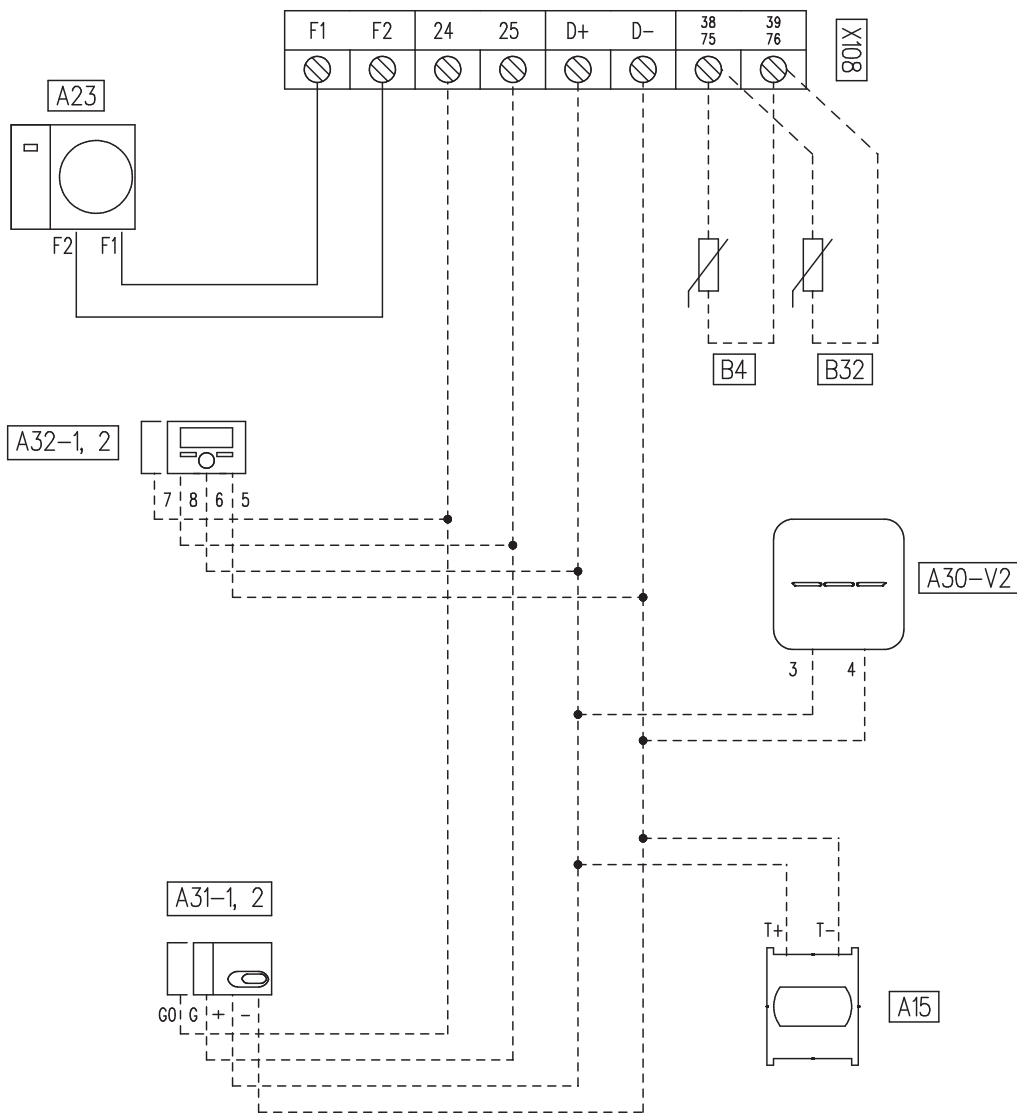 F1 F2 24 25 D+ D- 38 39
75 76
X108
A23
F2 F1
B4 B32
A32-1, 2
7 8 6 5
A30-V2
3 4
A31-1, 2
T+ T-
G0 G + -
A15